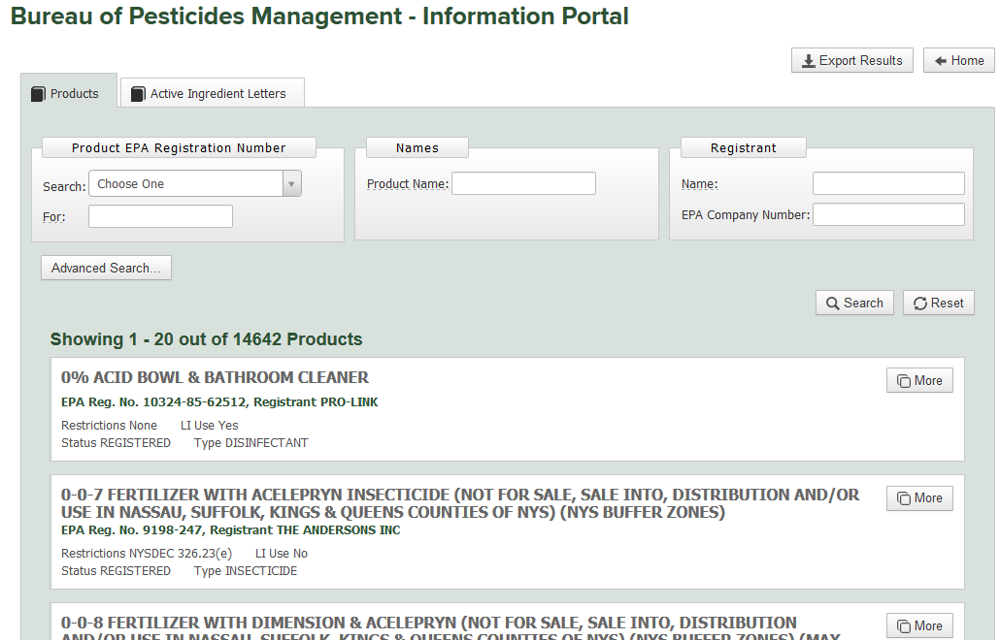 Bureau of Pesticides Management - Information Portal
Export Results
Home
Products
Active Ingredient Letters
Product EPA Registration Number
Search: Choose One
For:
Names
Product Name:
Registrant
Name:
EPA Company Number:
Advanced Search...
Search
Reset
Showing 1 - 20 out of 14642 Products
0% ACID BOWL & BATHROOM CLEANER
More
EPA Reg. No. 10324-85-62512, Registrant PRO-LINK
Restrictions None LI Use Yes
Status REGISTERED Type DISINFECTANT
0-0-7 FERTILIZER WITH ACELEPRYN INSECTICIDE (NOT FOR SALE, SALE INTO, DISTRIBUTION AND/OR
USE IN NASSAU, SUFFOLK, KINGS & QUEENS COUNTIES OF NYS) (NYS BUFFER ZONES)
More
EPA Reg. No. 9198-247, Registrant THE ANDERSONS INC
Restrictions NYSDEC 326.23(e) LI Use No
Status REGISTERED Type INSECTICIDE
0-0-8 FERTILIZER WITH DIMENSION & ACELEPRYN (NOT FOR SALE, SALE INTO, DISTRIBUTION
More
AND/OR USE IN NASSAU, SUFFOLK, KINGS & QUEENS COUNTIES OF NYS) (NYS BUFFER ZONES) (MAX